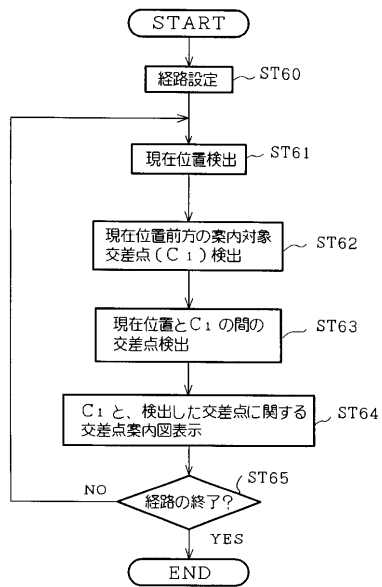 START
経路設定
ST60
現在位置検出
ST61
現在位置前方の案内対象
交差点(C1)検出
ST62
現在位置とC1の間の
交差点検出
ST63
C1と、検出した交差点に関する
交差点案内図表示
ST64
ST65
経路の終了?
NO
YES
END